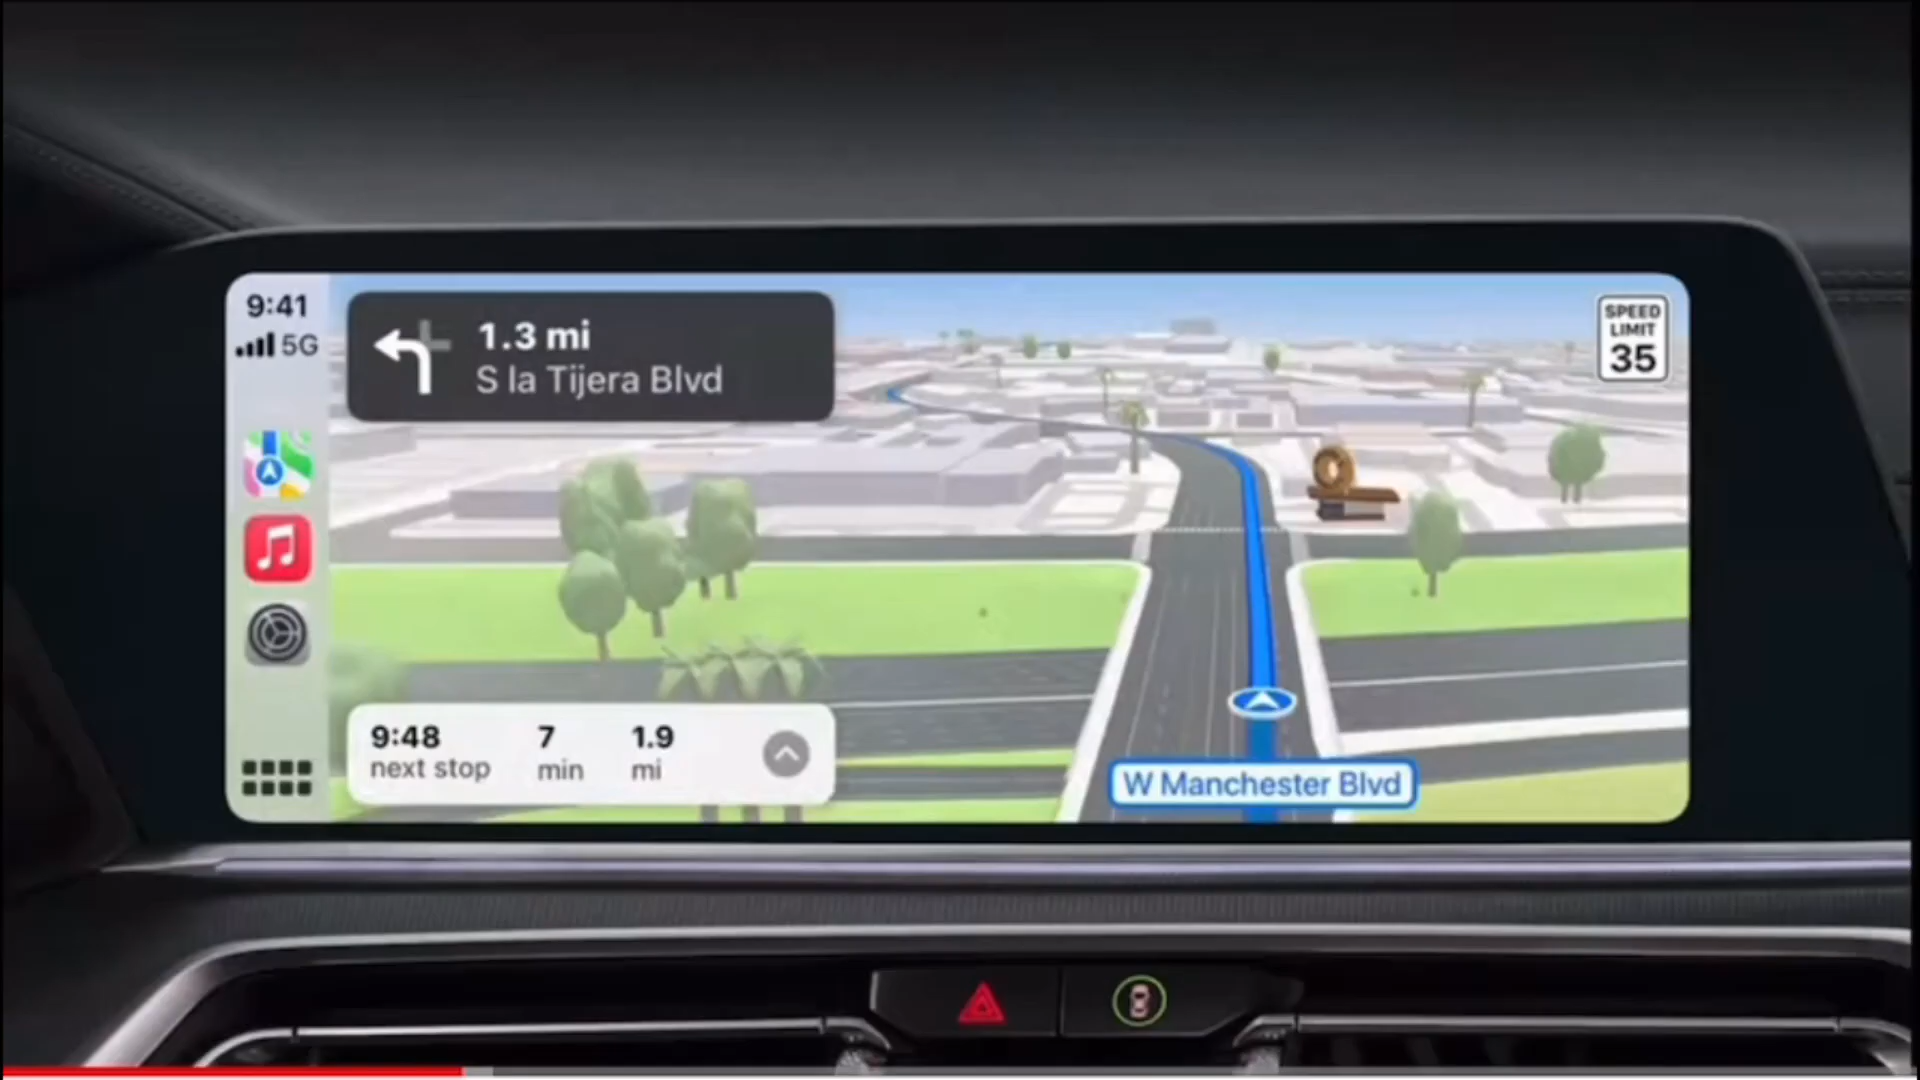 9:41
5G
1.3 mi
S la Tijera Blvd
SPEED
LIMIT
35
9:48 7 1.9
next stop min mi
W Manchester Blvd